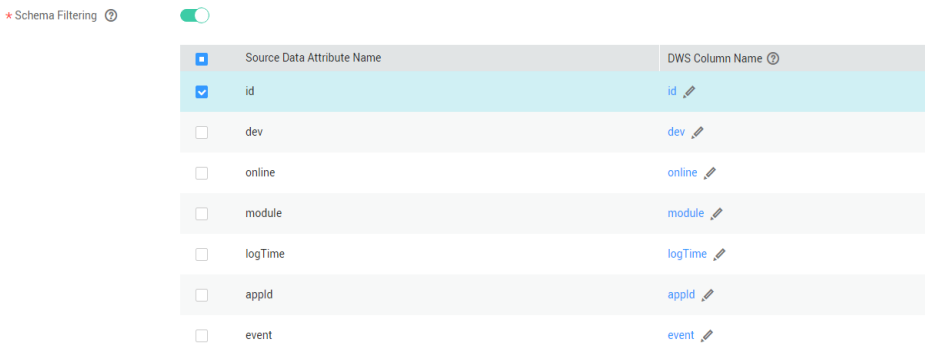 * Schema Filtering ?
Source Data Attribute Name DWS Column Name ?
id id
dev dev
online online
module module
logTime logTime
appId appId
event event